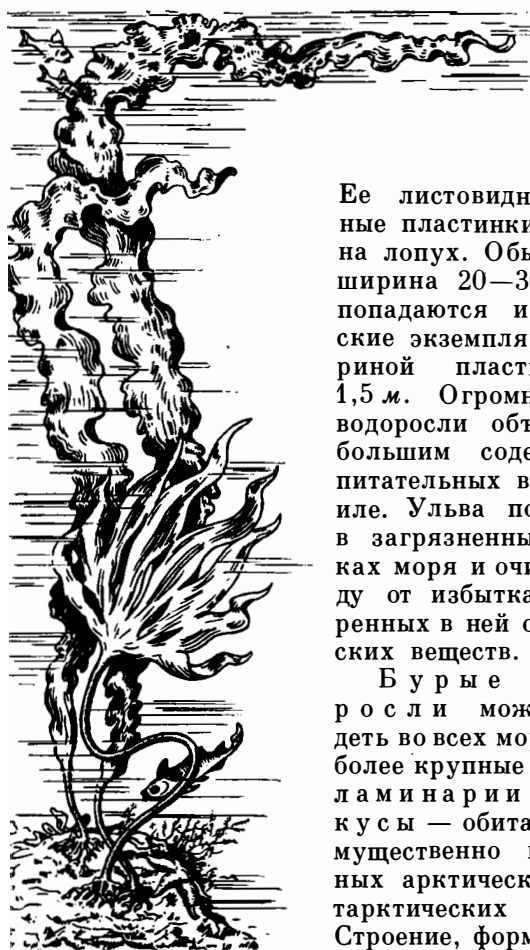 Ее листовидн
ные пластинки
на лопух. Обы
ширина 20—3
попадаются и
ские экземпля
риной пласти
1,5 м. Огромн
водоросли объ
большим соде
питательных в
иле. Ульва по
в загрязненны
ках моря и очи
ду от избытка
ренных в ней о
ских веществ.
Бурые
росли мож
деть во всех мо
более крупные
ламинарии
кусы — обита
мущественно в
ных арктическ
тарктических
Строение, форм